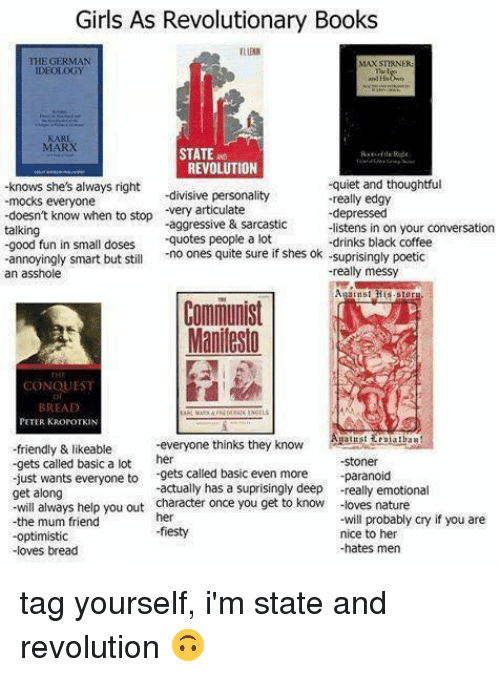 Girls As Revolutionary Books
THE GERMAN
IDEOLOGY
KARL
MARX
-knows she's always right
-mocks everyone
-doesn't know when to stop
talking
-good fun in small doses
-annoyingly smart but still
an asshole
V.I. LENIN
STATE AND
REVOLUTION
-divisive personality
-very articulate
-aggressive & sarcastic
-quotes people a lot
-no ones quite sure if shes ok
MAX STIRNER:
The Ego
and His Own
-quiet and thoughtful
-really edgy
-depressed
-listens in on your conversation
-drinks black coffee
-suprisingly poetic
-really messy
THE
CONQUEST
of
BREAD
PETER KROPOTKIN
-friendly & likeable
-gets called basic a lot
-just wants everyone to
get along
-will always help you out
-the mum friend
-optimistic
-loves bread
THE
Communist
Manifesto
KARL MARX & FREDERICK ENGELS
-everyone thinks they know
her
-gets called basic even more
-actually has a suprisingly deep
character once you get to know
her
-fiesty
Against His-story,
Against Leviathan!
-stoner
-paranoid
-really emotional
-loves nature
-will probably cry if you are
nice to her
-hates men
tag yourself, i'm state and
revolution 🙃